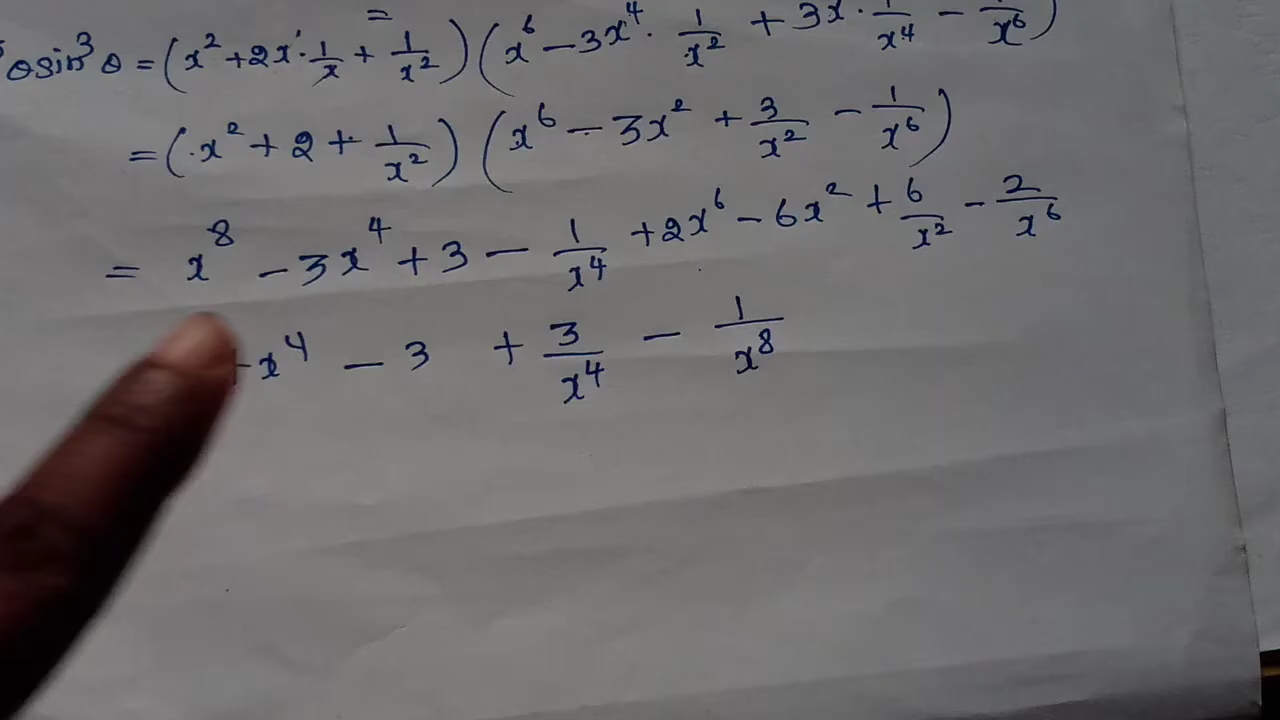 =
θ sin³ θ = (x² + 2x · 1/x + 1/x²) (x⁶ − 3x⁴ · 1/x² + 3x · 1/x⁴ − 1/x⁶)
= (x² + 2 + 1/x²) (x⁶ − 3x² + 3/x² − 1/x⁶)
= x⁸ − 3x⁴ + 3 − 1/x⁴ + 2x⁶ − 6x² + 6/x² − 2/x⁶
+ x⁴ − 3 + 3/x⁴ − 1/x⁸